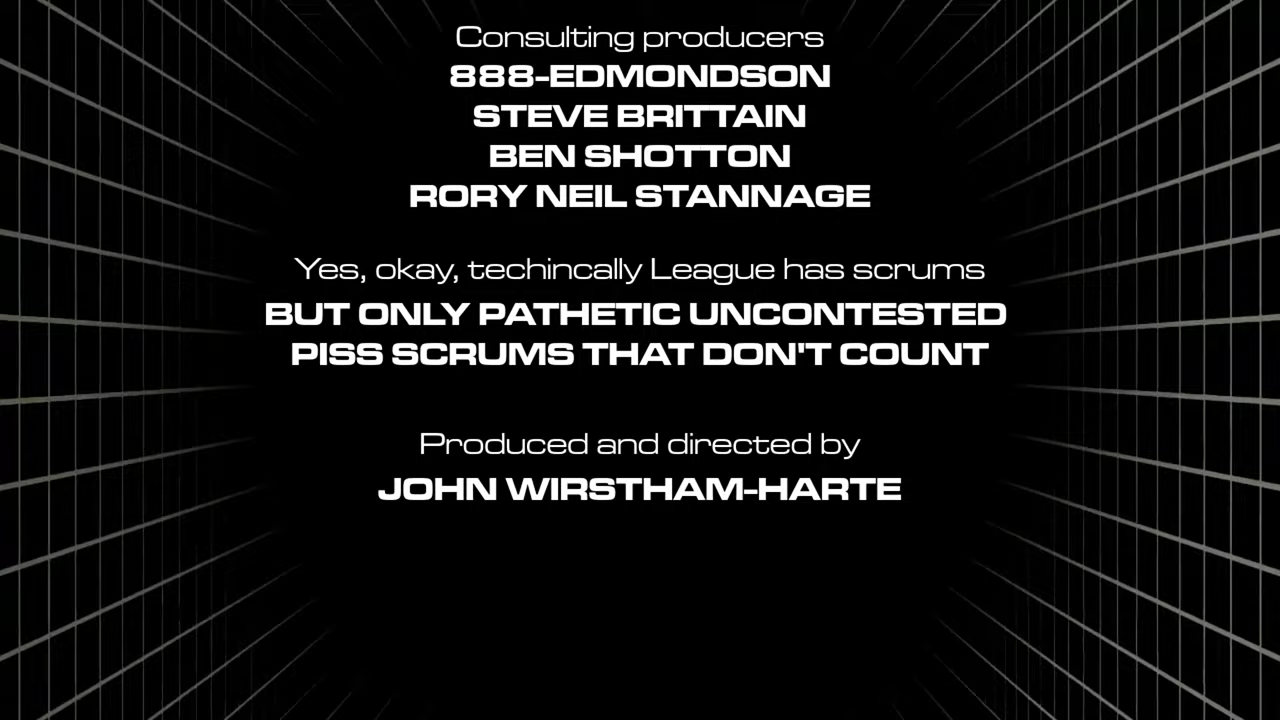 Consulting producers
888-EDMONDSON
STEVE BRITTAIN
BEN SHOTTON
RORY NEIL STANNAGE
Yes, okay, techincally League has scrums
BUT ONLY PATHETIC UNCONTESTED
PISS SCRUMS THAT DON'T COUNT
Produced and directed by
JOHN WIRSTHAM-HARTE